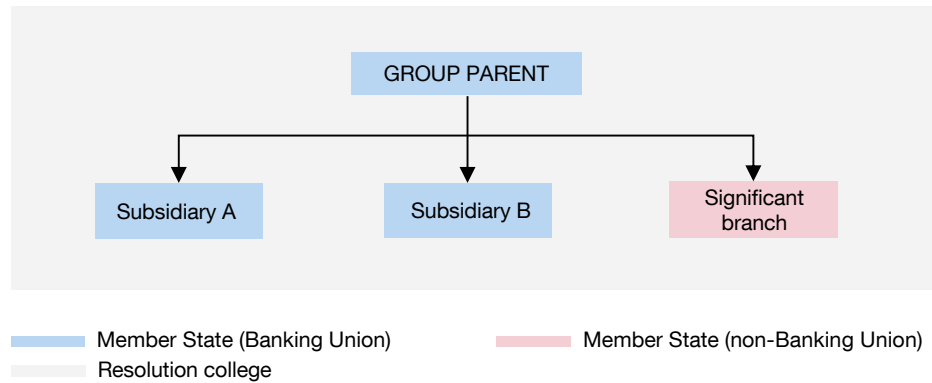 GROUP PARENT
Subsidiary A
Subsidiary B
Significant
branch
Member State (Banking Union)
Member State (non-Banking Union)
Resolution college